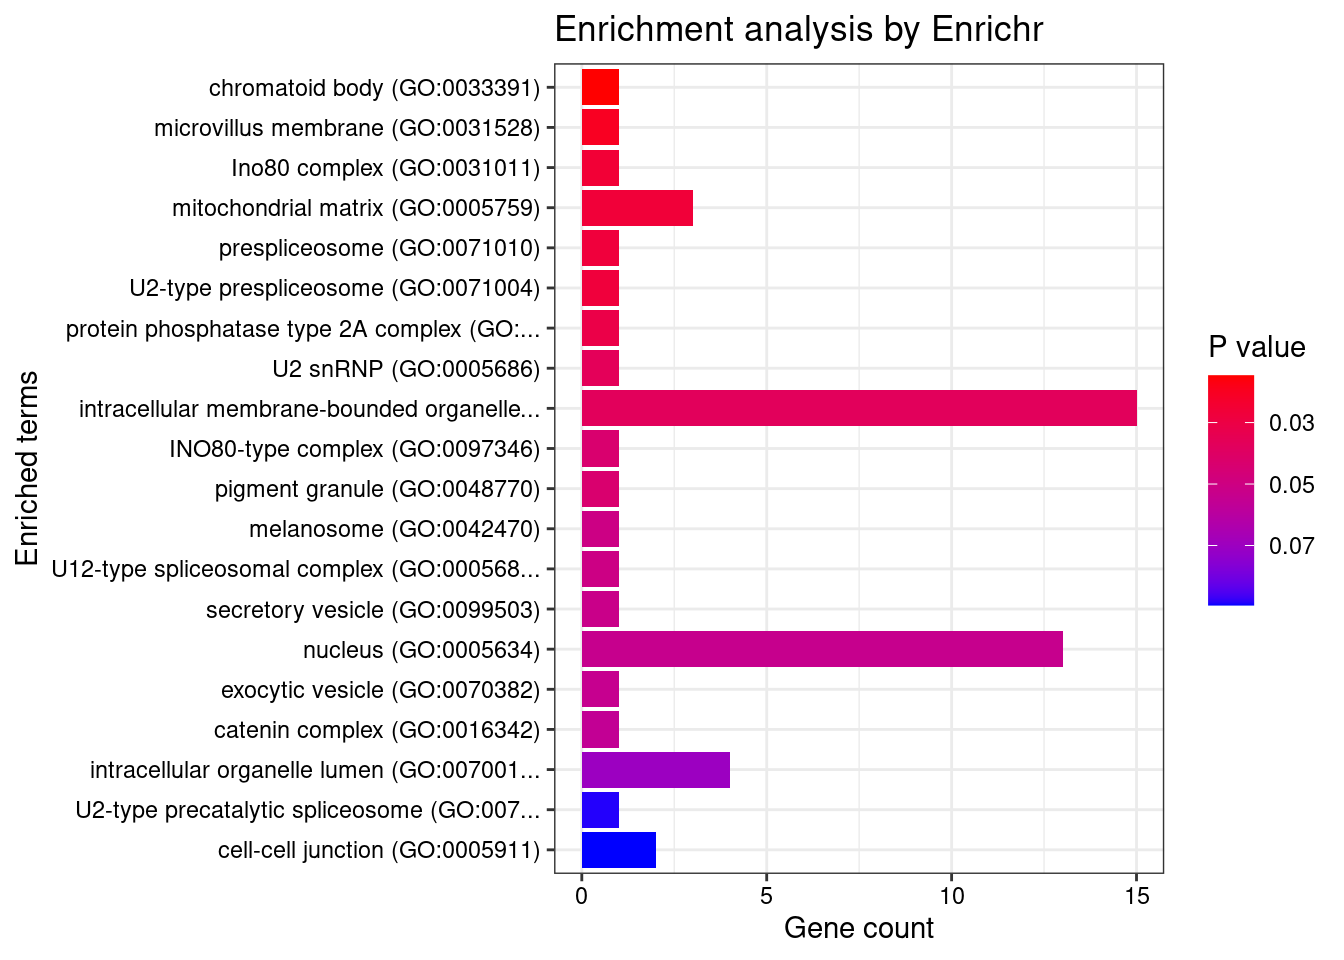 Enrichment analysis by Enrichr
chromatoid body (GO:0033391)
microvillus membrane (GO:0031528)
Ino80 complex (GO:0031011)
mitochondrial matrix (GO:0005759)
prespliceosome (GO:0071010)
U2-type prespliceosome (GO:0071004)
protein phosphatase type 2A complex (GO:...
U2 snRNP (GO:0005686)
intracellular membrane-bounded organelle...
INO80-type complex (GO:0097346)
pigment granule (GO:0048770)
melanosome (GO:0042470)
U12-type spliceosomal complex (GO:000568...
secretory vesicle (GO:0099503)
nucleus (GO:0005634)
exocytic vesicle (GO:0070382)
catenin complex (GO:0016342)
intracellular organelle lumen (GO:007001...
U2-type precatalytic spliceosome (GO:007...
cell-cell junction (GO:0005911)
Enriched terms
0 5 10 15
Gene count
P value
0.03
0.05
0.07